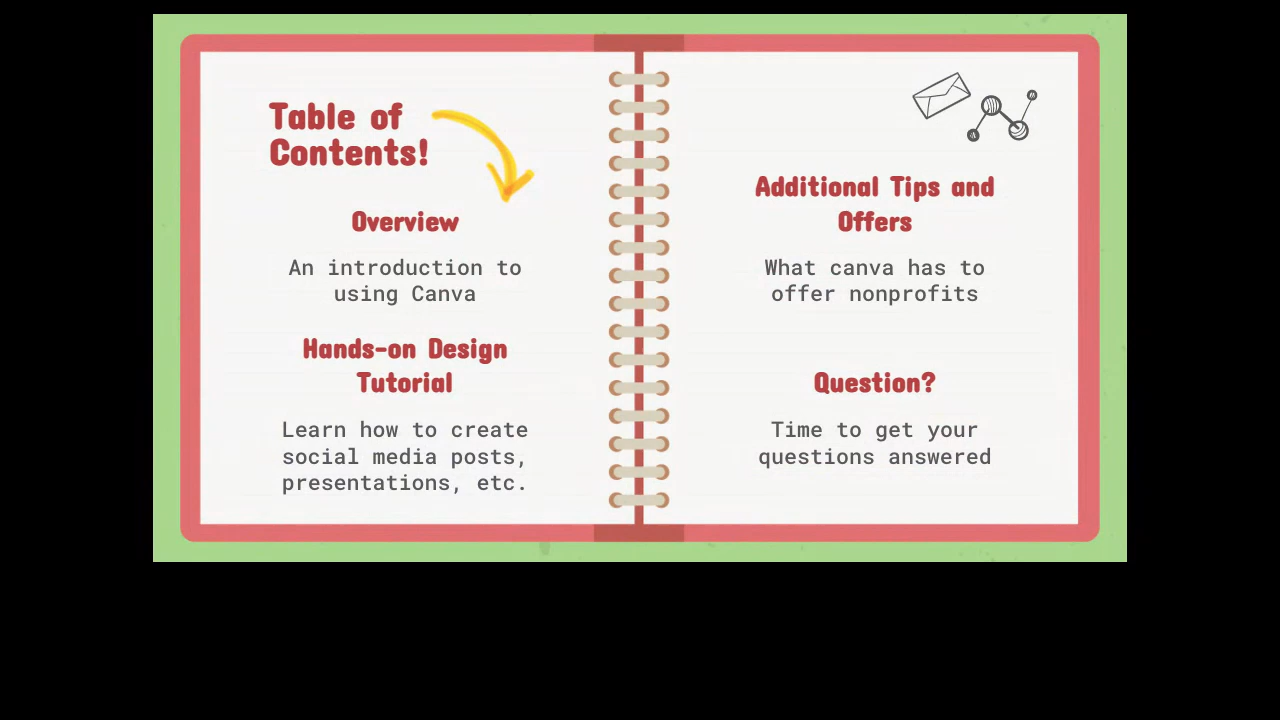 Table of
Contents!
Overview
An introduction to
using Canva
Hands-on Design
Tutorial
Learn how to create
social media posts,
presentations, etc.
Additional Tips and
Offers
What canva has to
offer nonprofits
Question?
Time to get your
questions answered